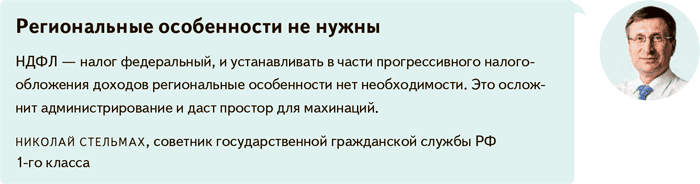 Региональные особенности не нужны
НДФЛ — налог федеральный, и устанавливать в части прогрессивного налого-
обложения доходов региональные особенности нет необходимости. Это ослож-
нит администрирование и даст простор для махинаций.
НИКОЛАЙ СТЕЛЬМАХ, советник государственной гражданской службы РФ
1-го класса